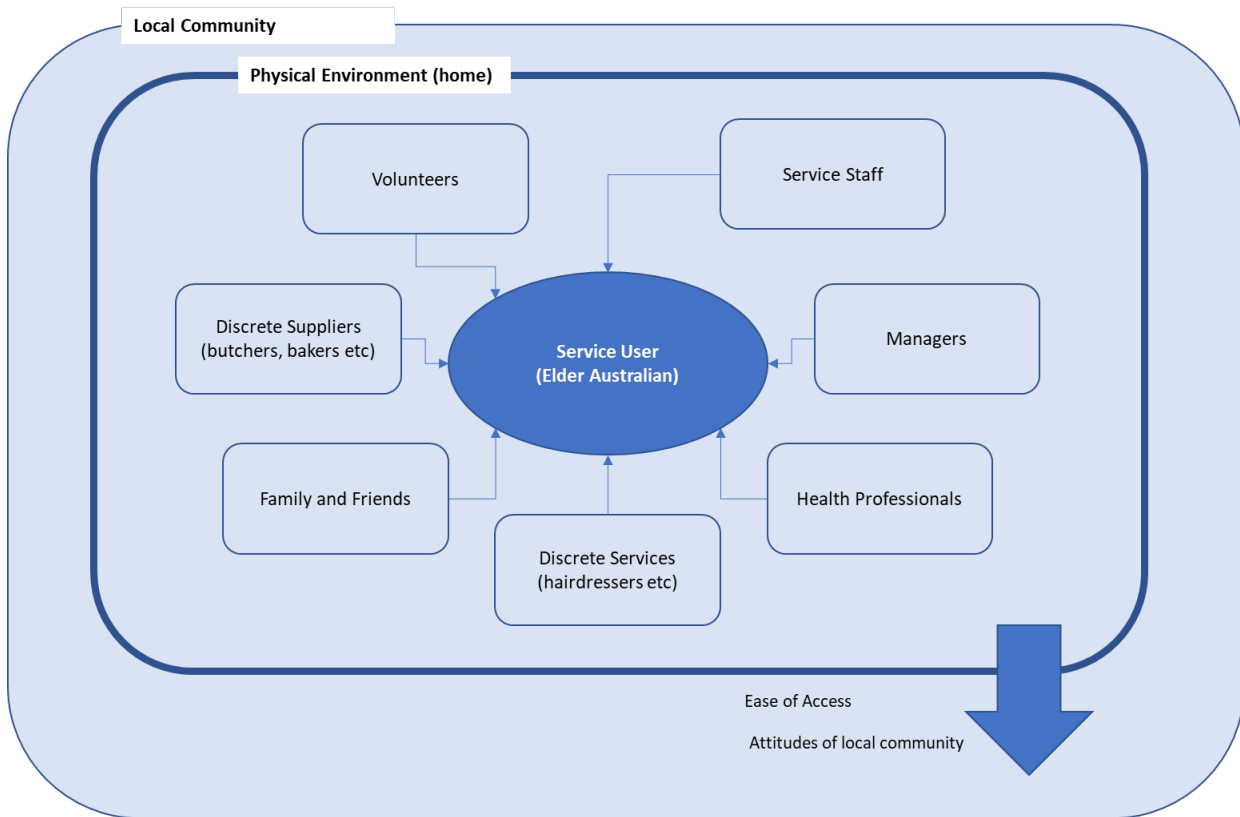 Local Community
Physical Environment (home)
Volunteers
Service Staff
Discrete Suppliers
(butchers, bakers etc)
Service User
(Elder Australian)
Managers
Family and Friends
Discrete Services
(hairdressers etc)
Health Professionals
Ease of Access
Attitudes of local community